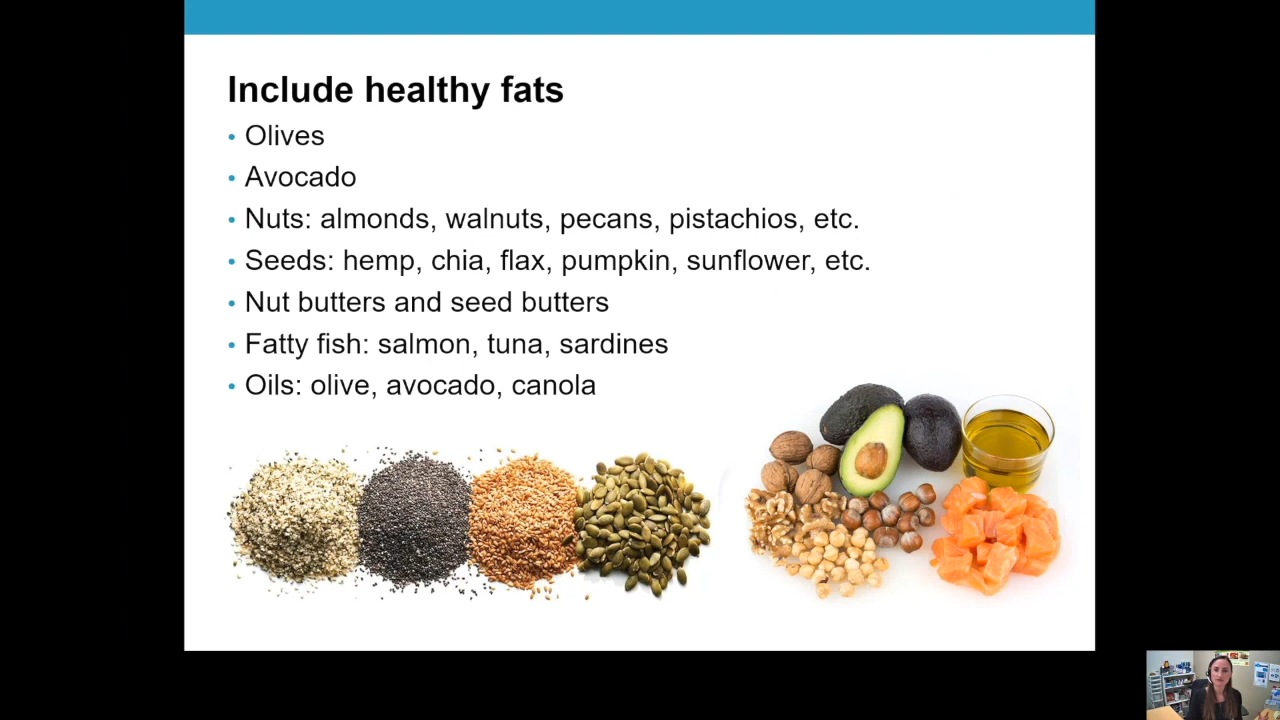 Include healthy fats
• Olives
• Avocado
• Nuts: almonds, walnuts, pecans, pistachios, etc.
• Seeds: hemp, chia, flax, pumpkin, sunflower, etc.
• Nut butters and seed butters
• Fatty fish: salmon, tuna, sardines
• Oils: olive, avocado, canola